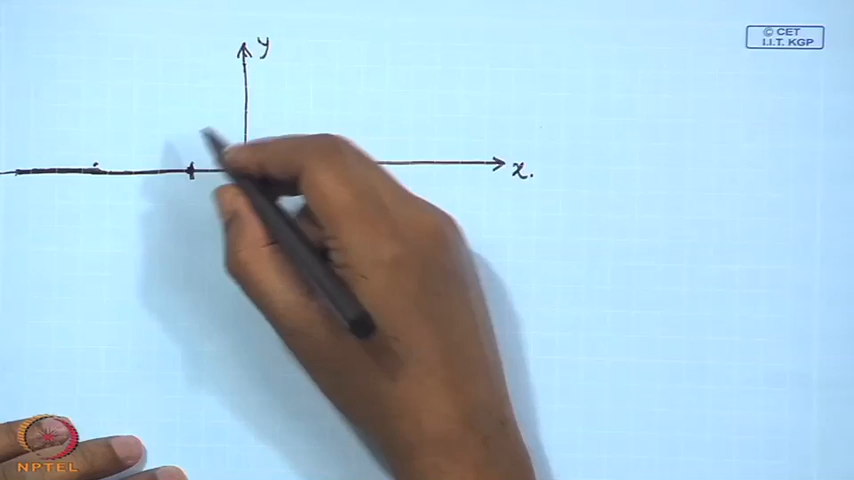 y
© CET
I.I.T. KGP
x.
NPTEL